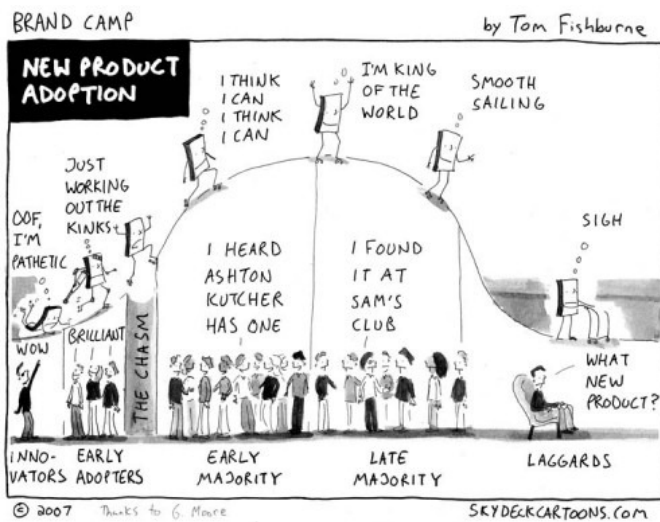 BRAND CAMP
by Tom Fishburne
NEW PRODUCT
ADOPTION
OOF,
I'M
PATHETIC
JUST
WORKING
OUT THE
KINKS
I THINK
I CAN
I THINK
I CAN
I'M KING
OF THE
WORLD
SMOOTH
SAILING
SIGH
WOW
BRILLIANT
THE CHASM
I HEARD
ASHTON
KUTCHER
HAS ONE
I FOUND
IT AT
SAM'S
CLUB
WHAT
NEW
PRODUCT?
INNO-
VATORS
EARLY
ADOPTERS
EARLY
MAJORITY
LATE
MAJORITY
LAGGARDS
© 2007
Thanks to G. Moore
SKYDECKCARTOONS.COM